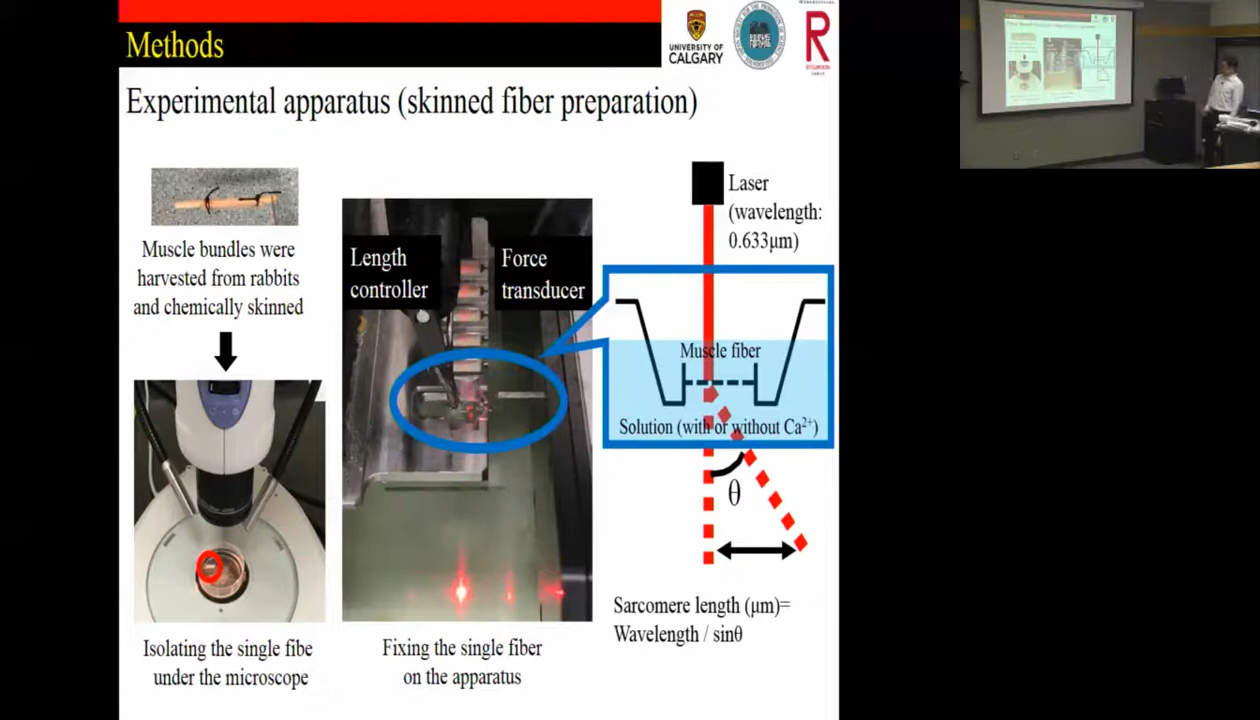 Methods
UNIVERSITY OF
CALGARY
R
Experimental apparatus (skinned fiber preparation)
Muscle bundles were
harvested from rabbits
and chemically skinned
Isolating the single fibe
under the microscope
Length
controller
Force
transducer
Fixing the single fiber
on the apparatus
Laser
(wavelength:
0.633μm)
Muscle fiber
Solution (with or without Ca²⁺)
θ
Sarcomere length (μm)=
Wavelength / sinθ